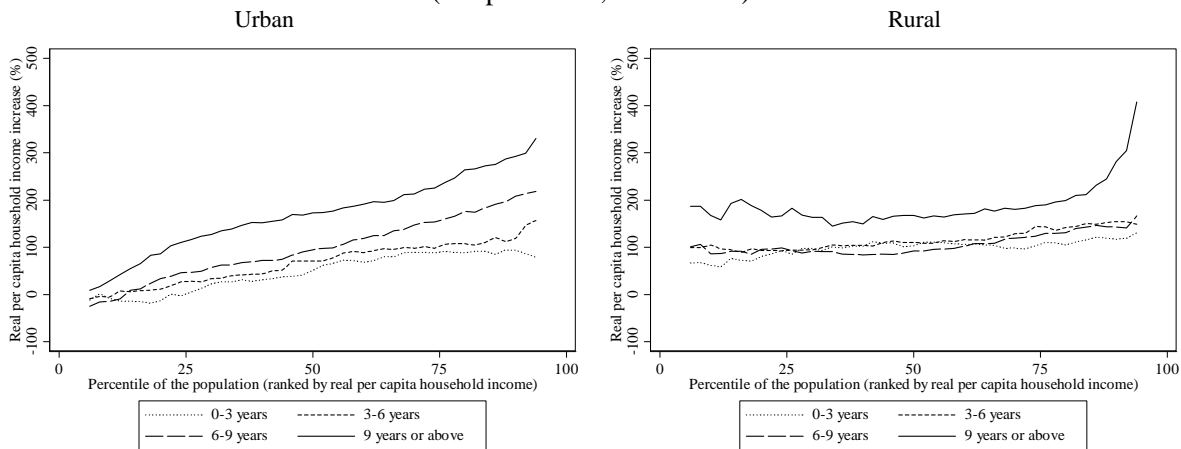 Urban
Real per capita household income increase (%)
500
400
300
200
100
0
-100
0 25 50 75 100
Percentile of the population (ranked by real per capita household income)
0-3 years 3-6 years
6-9 years 9 years or above
Rural
Real per capita household income increase (%)
500
400
300
200
100
0
-100
0 25 50 75 100
Percentile of the population (ranked by real per capita household income)
0-3 years 3-6 years
6-9 years 9 years or above